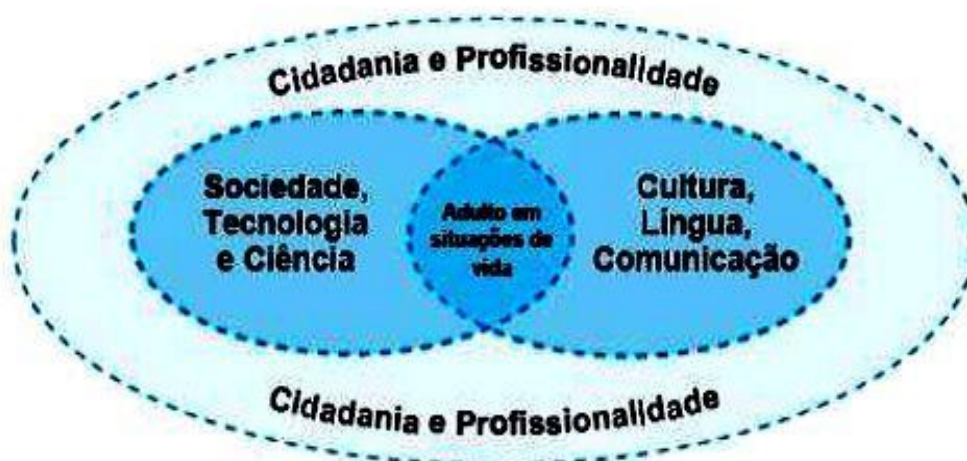 Cidadania e Profissionalidade
Sociedade,
Tecnologia
e Ciência
Adulto em
situações de
vida
Cultura,
Língua,
Comunicação
Cidadania e Profissionalidade